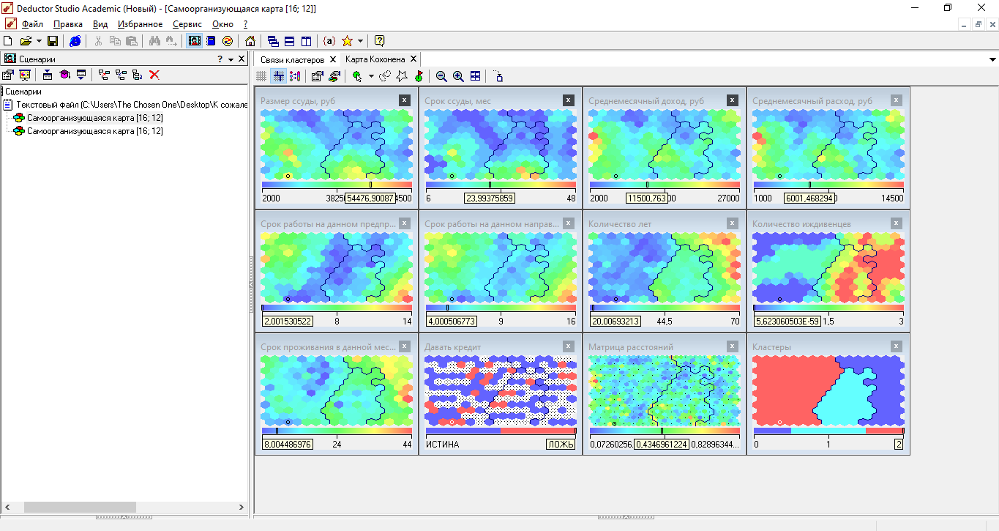 Deductor Studio Academic (Новый) - [Самоорганизующаяся карта [16; 12]]
Файл Правка Вид Избранное Сервис Окно ?
Сценарии
Связи кластеров
Карта Кохонена
Сценарии
Текстовый файл (C:\Users\The Chosen One\Desktop\К сожале
Самоорганизующаяся карта [16; 12]
Самоорганизующаяся карта [16; 12]
Размер ссуды, руб
2000 3825 54476,90087 4500
Срок ссуды, мес
6 23,99375859 48
Среднемесячный доход, руб
2000 11500,763 00 27000
Среднемесячный расход, руб
1000 6001,468294 14500
Срок работы на данном предпр...
2,001530522 8 14
Срок работы на данном направ...
4,000506773 9 16
Количество лет
20,00693213 44,5 70
Количество иждивенцев
5,623060503E-59 1,5 3
Срок проживания в данной мес...
8,004486976 24 44
Давать кредит
ИСТИНА ЛОЖЬ
Матрица расстояний
0,07260256. 0,4346961224 0,82896344...
Кластеры
0 1 2